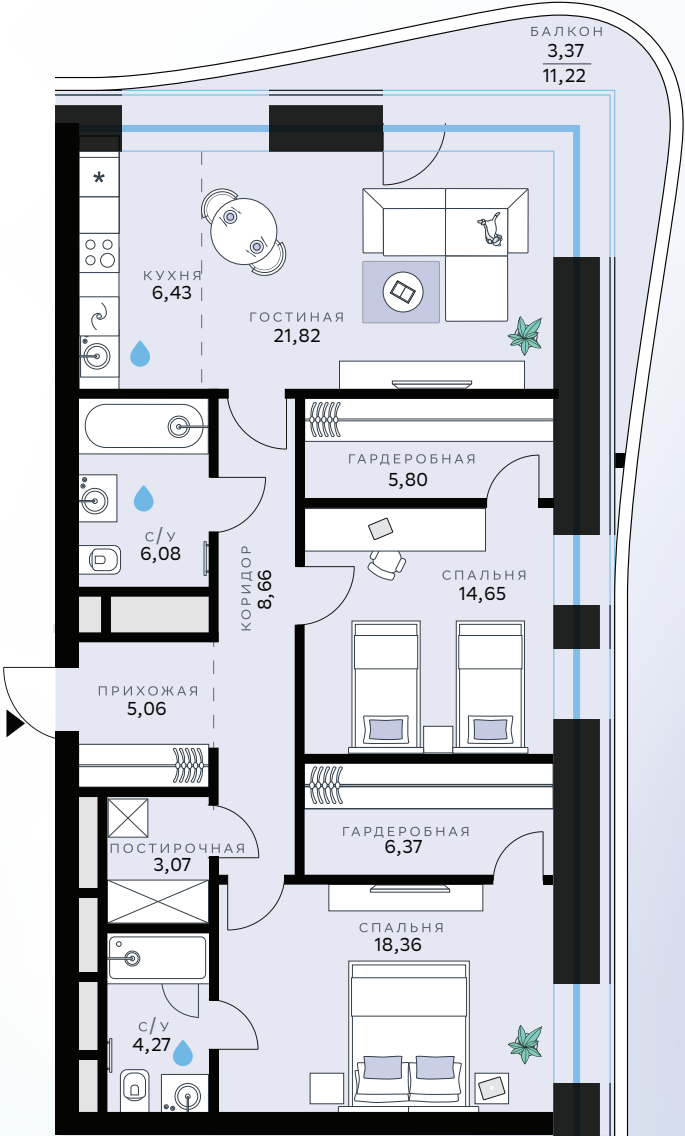 БАЛКОН
3,37
11,22
*
КУХНЯ
6,43
ГОСТИНАЯ
21,82
ГАРДЕРОБНАЯ
5,80
С/У
6,08
КОРИДОР
8,66
СПАЛЬНЯ
14,65
ПРИХОЖАЯ
5,06
ГАРДЕРОБНАЯ
6,37
ПОСТИРОЧНАЯ
3,07
СПАЛЬНЯ
18,36
С/У
4,27